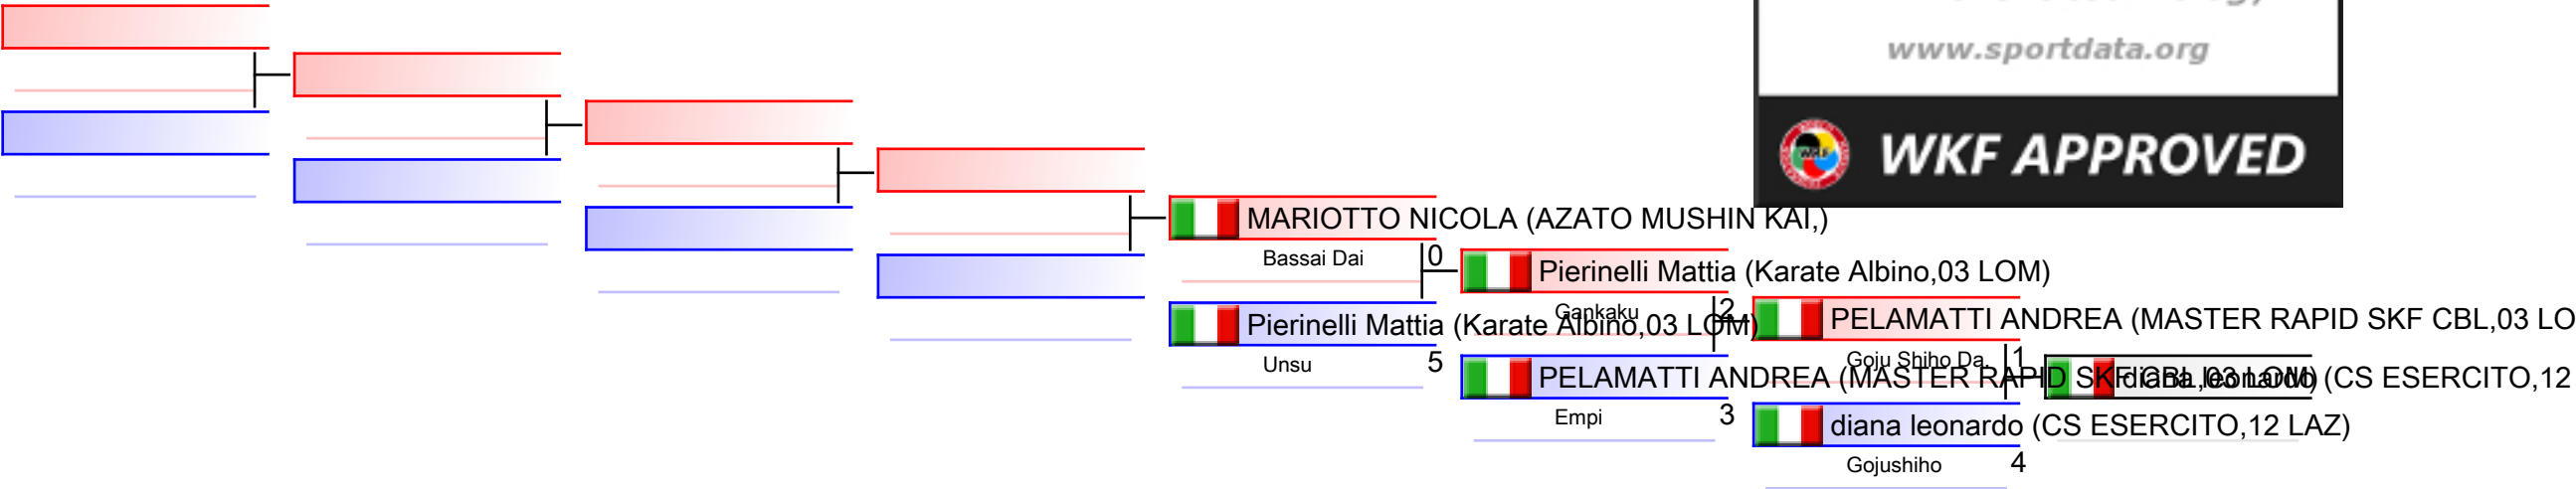 www.sportdata.org
WKF APPROVED
MARIOTTO NICOLA (AZATO MUSHIN KAI,)
Bassai Dai
0
Pierinelli Mattia (Karate Albino,03 LOM)
Gankaku
2
Pierinelli Mattia (Karate Albino,03 LOM)
Unsu
5
PELAMATTI ANDREA (MASTER RAPID SKF CBL,03 LO
Goju Shiho Da
1
PELAMATTI ANDREA (MASTER RAPID SKF CBL,03 LOM)
Empi
3
diana leonardo (CS ESERCITO,12
diana leonardo (CS ESERCITO,12 LAZ)
Gojushiho
4